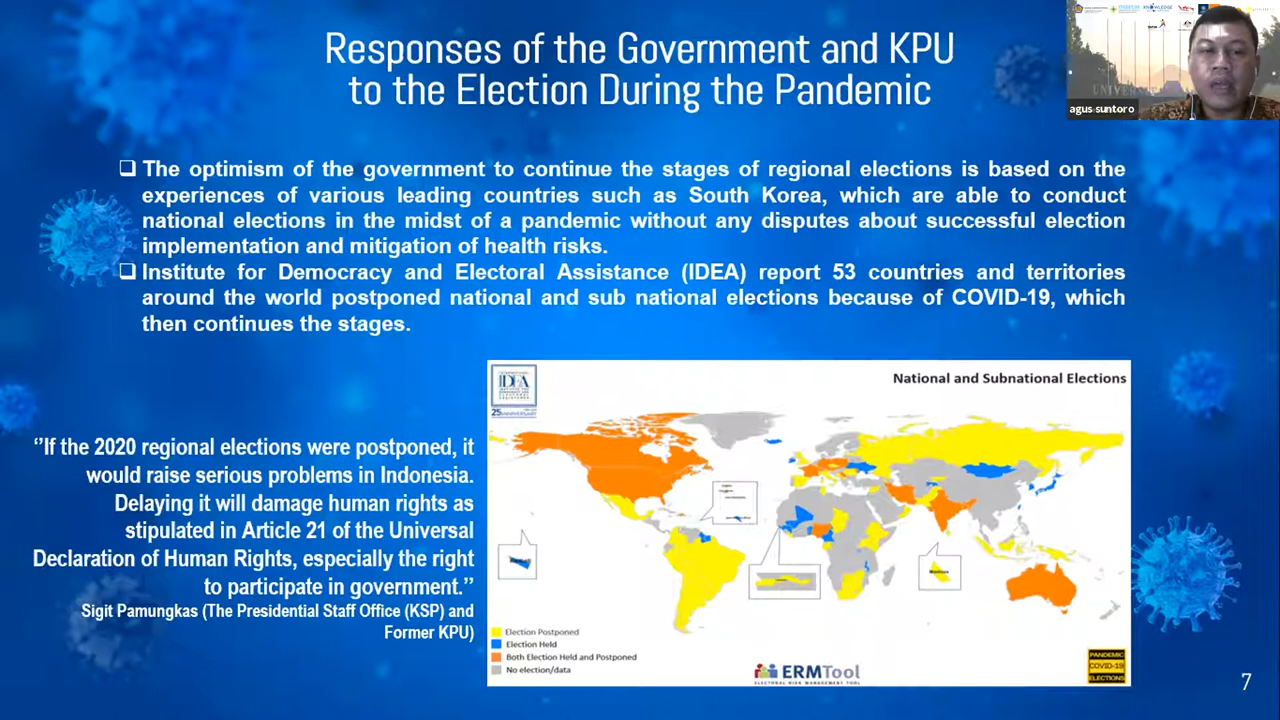 Responses of the Government and KPU
to the Election During the Pandemic
agus suntoro
❑ The optimism of the government to continue the stages of regional elections is based on the
experiences of various leading countries such as South Korea, which are able to conduct
national elections in the midst of a pandemic without any disputes about successful election
implementation and mitigation of health risks.
❑ Institute for Democracy and Electoral Assistance (IDEA) report 53 countries and territories
around the world postponed national and sub national elections because of COVID-19, which
then continues the stages.
‘’If the 2020 regional elections were postponed, it
would raise serious problems in Indonesia.
Delaying it will damage human rights as
stipulated in Article 21 of the Universal
Declaration of Human Rights, especially the right
to participate in government.’’
Sigit Pamungkas (The Presidential Staff Office (KSP) and
Former KPU)
IDEA
National and Subnational Elections
Election Postponed
Election Held
Both Election Held and Postponed
No election/data
ERMTool
ELECTORAL RISK MANAGEMENT TOOL
PANDEMIC
COVID-19
ELECTIONS
7